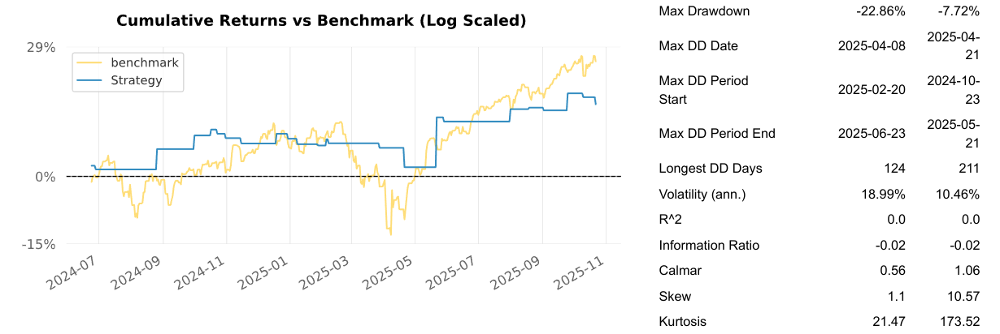 Cumulative Returns vs Benchmark (Log Scaled)
29%
benchmark
Strategy
0%
-15%
2024-07
2024-09
2024-11
2025-01
2025-03
2025-05
2025-07
2025-09
2025-11
Max Drawdown -22.86% -7.72%
Max DD Date 2025-04-08 2025-04-
21
Max DD Period
Start 2025-02-20 2024-10-
23
Max DD Period End 2025-06-23 2025-05-
21
Longest DD Days 124 211
Volatility (ann.) 18.99% 10.46%
R^2 0.0 0.0
Information Ratio -0.02 -0.02
Calmar 0.56 1.06
Skew 1.1 10.57
Kurtosis 21.47 173.52